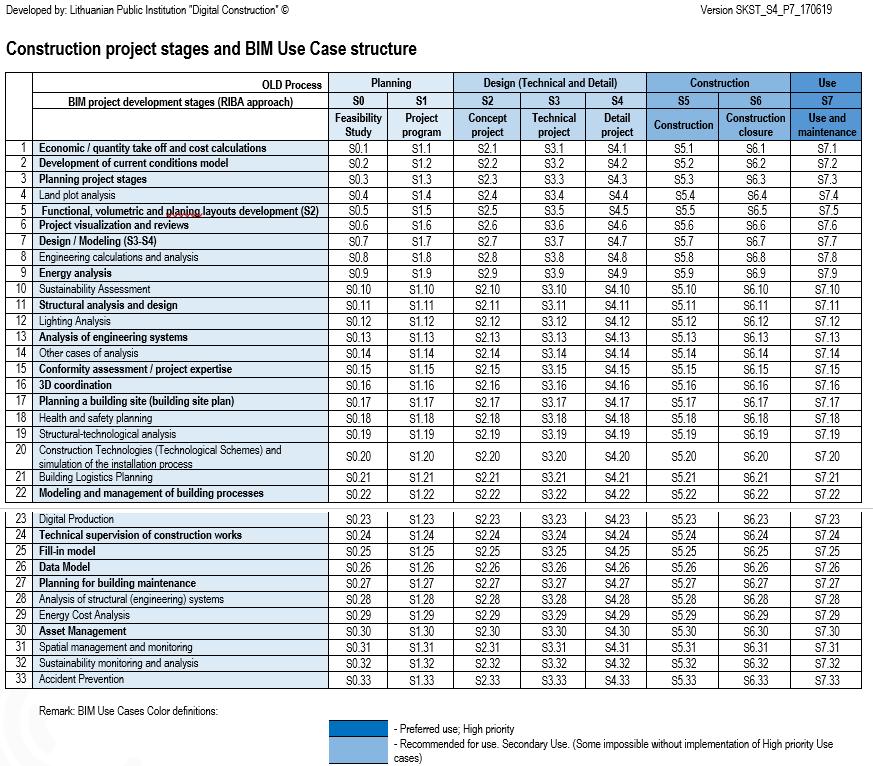 Developed by: Lithuanian Public Institution "Digital Construction" © Version SKST_S4_P7_170619
Construction project stages and BIM Use Case structure
OLD Process Planning Design (Technical and Detail) Construction Use
BIM project development stages (RIBA approach) S0 S1 S2 S3 S4 S5 S6 S7
Feasibility Study Project program Concept project Technical project Detail project Construction Construction closure Use and maintenance
1 Economic / quantity take off and cost calculations S0.1 S1.1 S2.1 S3.1 S4.1 S5.1 S6.1 S7.1
2 Development of current conditions model S0.2 S1.2 S2.2 S3.2 S4.2 S5.2 S6.2 S7.2
3 Planning project stages S0.3 S1.3 S2.3 S3.3 S4.3 S5.3 S6.3 S7.3
4 Land plot analysis S0.4 S1.4 S2.4 S3.4 S4.4 S5.4 S6.4 S7.4
5 Functional, volumetric and planing layouts development (S2) S0.5 S1.5 S2.5 S3.5 S4.5 S5.5 S6.5 S7.5
6 Project visualization and reviews S0.6 S1.6 S2.6 S3.6 S4.6 S5.6 S6.6 S7.6
7 Design / Modeling (S3-S4) S0.7 S1.7 S2.7 S3.7 S4.7 S5.7 S6.7 S7.7
8 Engineering calculations and analysis S0.8 S1.8 S2.8 S3.8 S4.8 S5.8 S6.8 S7.8
9 Energy analysis S0.9 S1.9 S2.9 S3.9 S4.9 S5.9 S6.9 S7.9
10 Sustainability Assessment S0.10 S1.10 S2.10 S3.10 S4.10 S5.10 S6.10 S7.10
11 Structural analysis and design S0.11 S1.11 S2.11 S3.11 S4.11 S5.11 S6.11 S7.11
12 Lighting Analysis S0.12 S1.12 S2.12 S3.12 S4.12 S5.12 S6.12 S7.12
13 Analysis of engineering systems S0.13 S1.13 S2.13 S3.13 S4.13 S5.13 S6.13 S7.13
14 Other cases of analysis S0.14 S1.14 S2.14 S3.14 S4.14 S5.14 S6.14 S7.14
15 Conformity assessment / project expertise S0.15 S1.15 S2.15 S3.15 S4.15 S5.15 S6.15 S7.15
16 3D coordination S0.16 S1.16 S2.16 S3.16 S4.16 S5.16 S6.16 S7.16
17 Planning a building site (building site plan) S0.17 S1.17 S2.17 S3.17 S4.17 S5.17 S6.17 S7.17
18 Health and safety planning S0.18 S1.18 S2.18 S3.18 S4.18 S5.18 S6.18 S7.18
19 Structural-technological analysis S0.19 S1.19 S2.19 S3.19 S4.19 S5.19 S6.19 S7.19
20 Construction Technologies (Technological Schemes) and
simulation of the installation process S0.20 S1.20 S2.20 S3.20 S4.20 S5.20 S6.20 S7.20
21 Building Logistics Planning S0.21 S1.21 S2.21 S3.21 S4.21 S5.21 S6.21 S7.21
22 Modeling and management of building processes S0.22 S1.22 S2.22 S3.22 S4.22 S5.22 S6.22 S7.22
23 Digital Production S0.23 S1.23 S2.23 S3.23 S4.23 S5.23 S6.23 S7.23
24 Technical supervision of construction works S0.24 S1.24 S2.24 S3.24 S4.24 S5.24 S6.24 S7.24
25 Fill-in model S0.25 S1.25 S2.25 S3.25 S4.25 S5.25 S6.25 S7.25
26 Data Model S0.26 S1.26 S2.26 S3.26 S4.26 S5.26 S6.26 S7.26
27 Planning for building maintenance S0.27 S1.27 S2.27 S3.27 S4.27 S5.27 S6.27 S7.27
28 Analysis of structural (engineering) systems S0.28 S1.28 S2.28 S3.28 S4.28 S5.28 S6.28 S7.28
29 Energy Cost Analysis S0.29 S1.29 S2.29 S3.29 S4.29 S5.29 S6.29 S7.29
30 Asset Management S0.30 S1.30 S2.30 S3.30 S4.30 S5.30 S6.30 S7.30
31 Spatial management and monitoring S0.31 S1.31 S2.31 S3.31 S4.31 S5.31 S6.31 S7.31
32 Sustainability monitoring and analysis S0.32 S1.32 S2.32 S3.32 S4.32 S5.32 S6.32 S7.32
33 Accident Prevention S0.33 S1.33 S2.33 S3.33 S4.33 S5.33 S6.33 S7.33
Remark: BIM Use Cases Color definitions:
- Preferred use; High priority
- Recommended for use. Secondary Use. (Some impossible without implementation of High priority Use
cases)